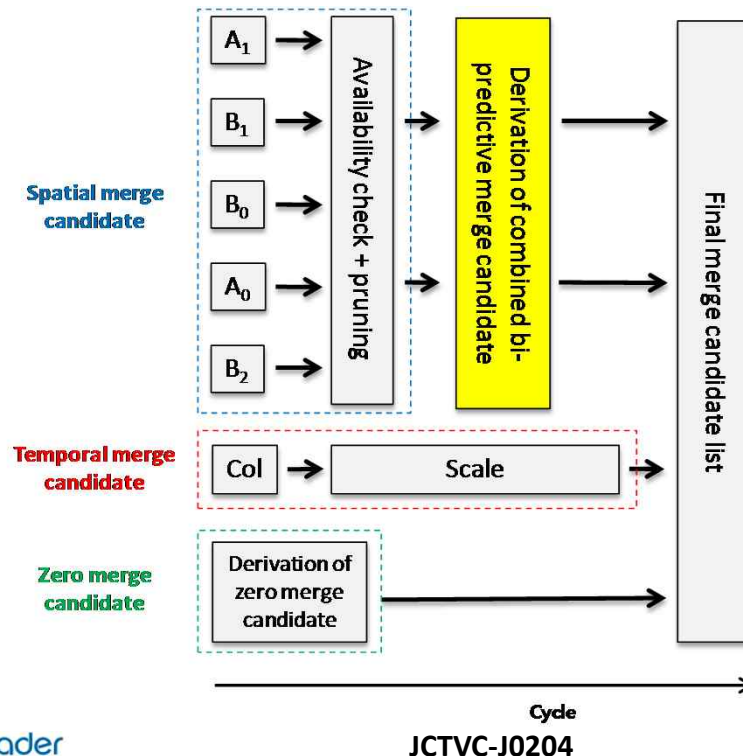 A1
B1
Spatial merge
candidate
B0
A0
B2
Availability check + pruning
Derivation of combined bi-
predictive merge candidate
Final merge candidate list
Temporal merge
candidate
Col
Scale
Zero merge
candidate
Derivation of
zero merge
candidate
Cycle
ader
JCTVC-J0204